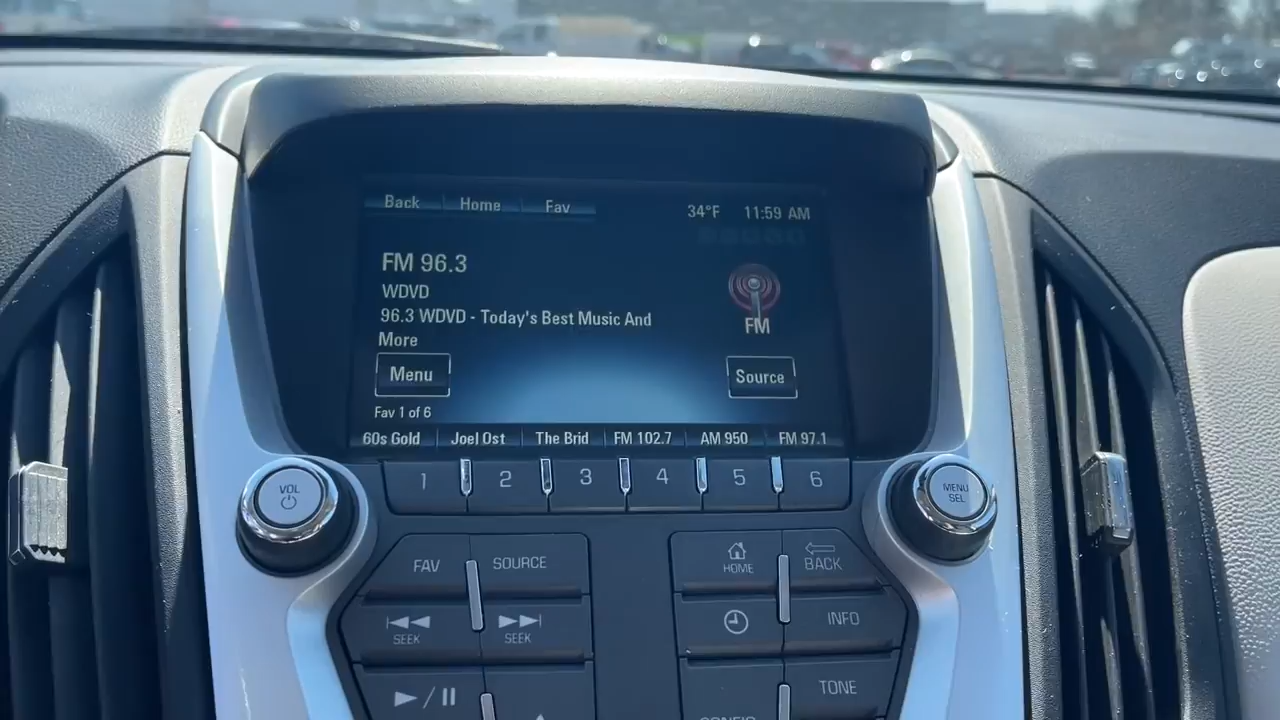 Back Home Fav 34°F 11:59 AM
FM 96.3
WDVD
96.3 WDVD - Today's Best Music And
More
FM
Menu
Source
Fav 1 of 6
60s Gold Joel Ost The Brid FM 102.7 AM 950 FM 97.1
1 2 3 4 5 6
VOL
MENU
SEL
FAV SOURCE
HOME
BACK
SEEK
SEEK
INFO
TONE
CONFIG